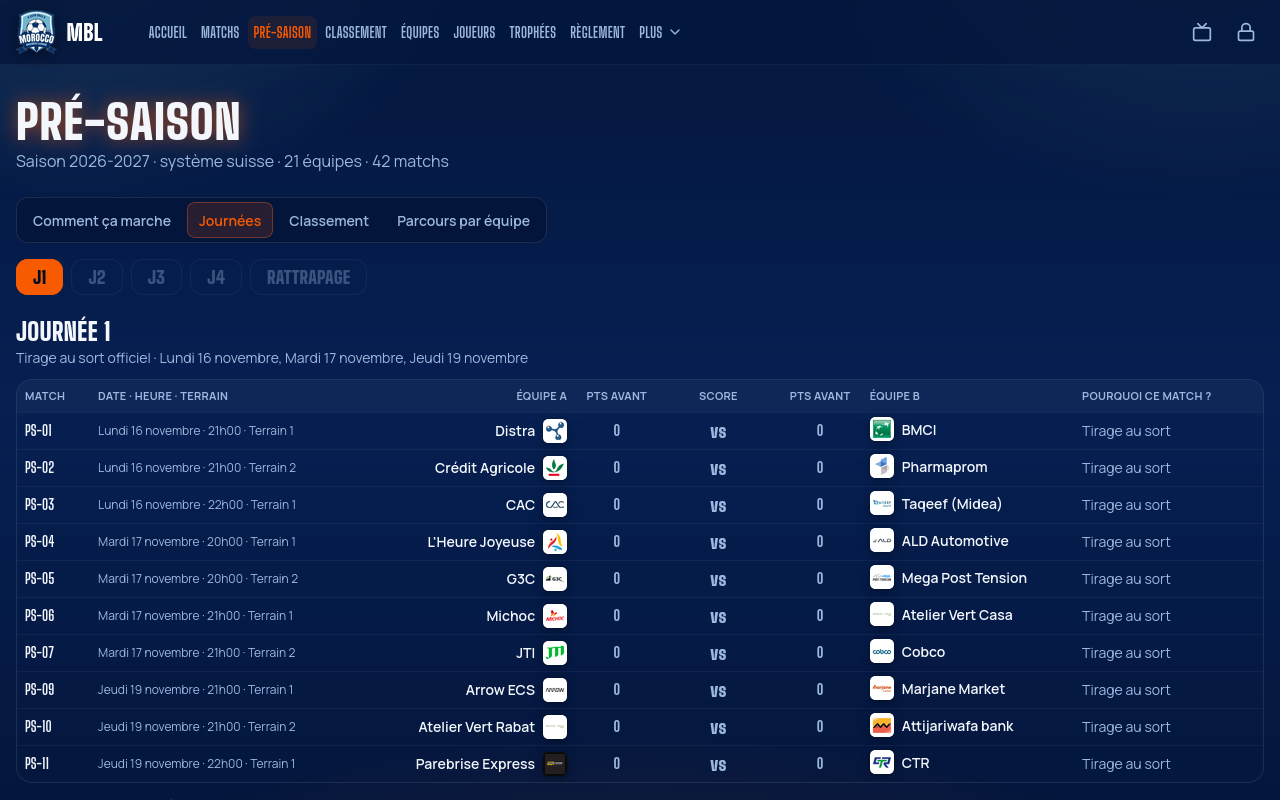 MOROCCO
MBL ACCUEIL MATCHS PRÉ-SAISON CLASSEMENT ÉQUIPES JOUEURS TROPHÉES RÈGLEMENT PLUS
PRÉ-SAISON
Saison 2026-2027 · système suisse · 21 équipes · 42 matchs
Comment ça marche Journées Classement Parcours par équipe
J1 J2 J3 J4 RATTRAPAGE
JOURNÉE 1
Tirage au sort officiel · Lundi 16 novembre, Mardi 17 novembre, Jeudi 19 novembre
MATCH DATE · HEURE · TERRAIN ÉQUIPE A PTS AVANT SCORE PTS AVANT ÉQUIPE B POURQUOI CE MATCH ?
PS-01 Lundi 16 novembre · 21h00 · Terrain 1 Distra 0 VS 0 BMCI Tirage au sort
PS-02 Lundi 16 novembre · 21h00 · Terrain 2 Crédit Agricole 0 VS 0 Pharmaprom Tirage au sort
PS-03 Lundi 16 novembre · 22h00 · Terrain 1 CAC CAC 0 VS 0 Taqeef (Midea) Tirage au sort
PS-04 Mardi 17 novembre · 20h00 · Terrain 1 L'Heure Joyeuse 0 VS 0 ALD ALD Automotive Tirage au sort
PS-05 Mardi 17 novembre · 20h00 · Terrain 2 G3C G3C 0 VS 0 Mega Post Tension Tirage au sort
PS-06 Mardi 17 novembre · 21h00 · Terrain 1 Michoc MICHOC 0 VS 0 Atelier Vert Casa Tirage au sort
PS-07 Mardi 17 novembre · 21h00 · Terrain 2 JTI JTI 0 VS 0 cobco Cobco Tirage au sort
PS-09 Jeudi 19 novembre · 21h00 · Terrain 1 Arrow ECS ARROW 0 VS 0 Marjane Market Tirage au sort
PS-10 Jeudi 19 novembre · 21h00 · Terrain 2 Atelier Vert Rabat 0 VS 0 Attijariwafa bank Tirage au sort
PS-11 Jeudi 19 novembre · 22h00 · Terrain 1 Parebrise Express 0 VS 0 CTR CTR Tirage au sort